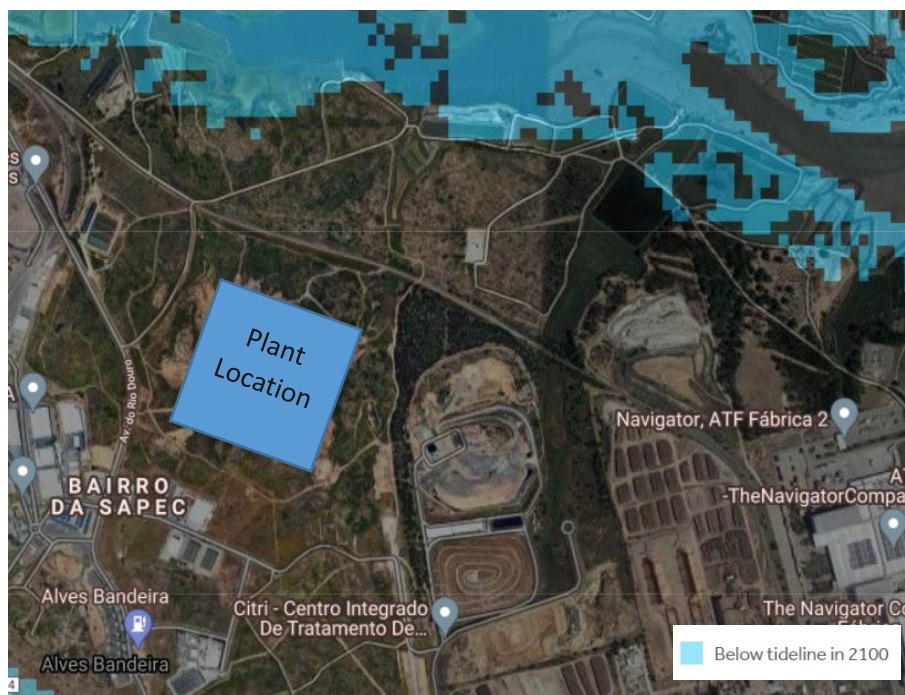 S
Plant
Location
A
Av. do Rio Douro
Navigator, ATF Fábrica 2
BAIRRO
DA SAPEC
-TheNavigatorCompa
Alves Bandeira
Citri - Centro Integrado
De Tratamento De...
The Navigator Co
Alves Bandeira
Below tideline in 2100
4